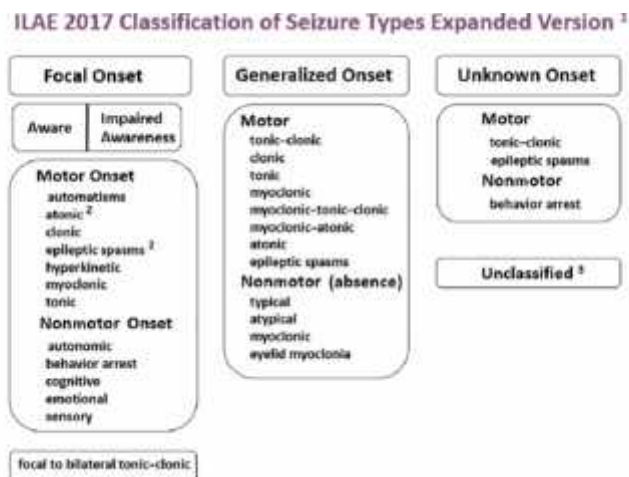 ILAE 2017 Classification of Seizure Types Expanded Version 1
Focal Onset
Aware
Impaired
Awareness
Motor Onset
automatisms
atonic 2
clonic
epileptic spasms 2
hyperkinetic
myoclonic
tonic
Nonmotor Onset
autonomic
behavior arrest
cognitive
emotional
sensory
focal to bilateral tonic-clonic
Generalized Onset
Motor
tonic-clonic
clonic
tonic
myoclonic
myoclonic-tonic-clonic
myoclonic-atonic
atonic
epileptic spasms
Nonmotor (absence)
typical
atypical
myoclonic
eyelid myoclonia
Unknown Onset
Motor
tonic-clonic
epileptic spasms
Nonmotor
behavior arrest
Unclassified 3